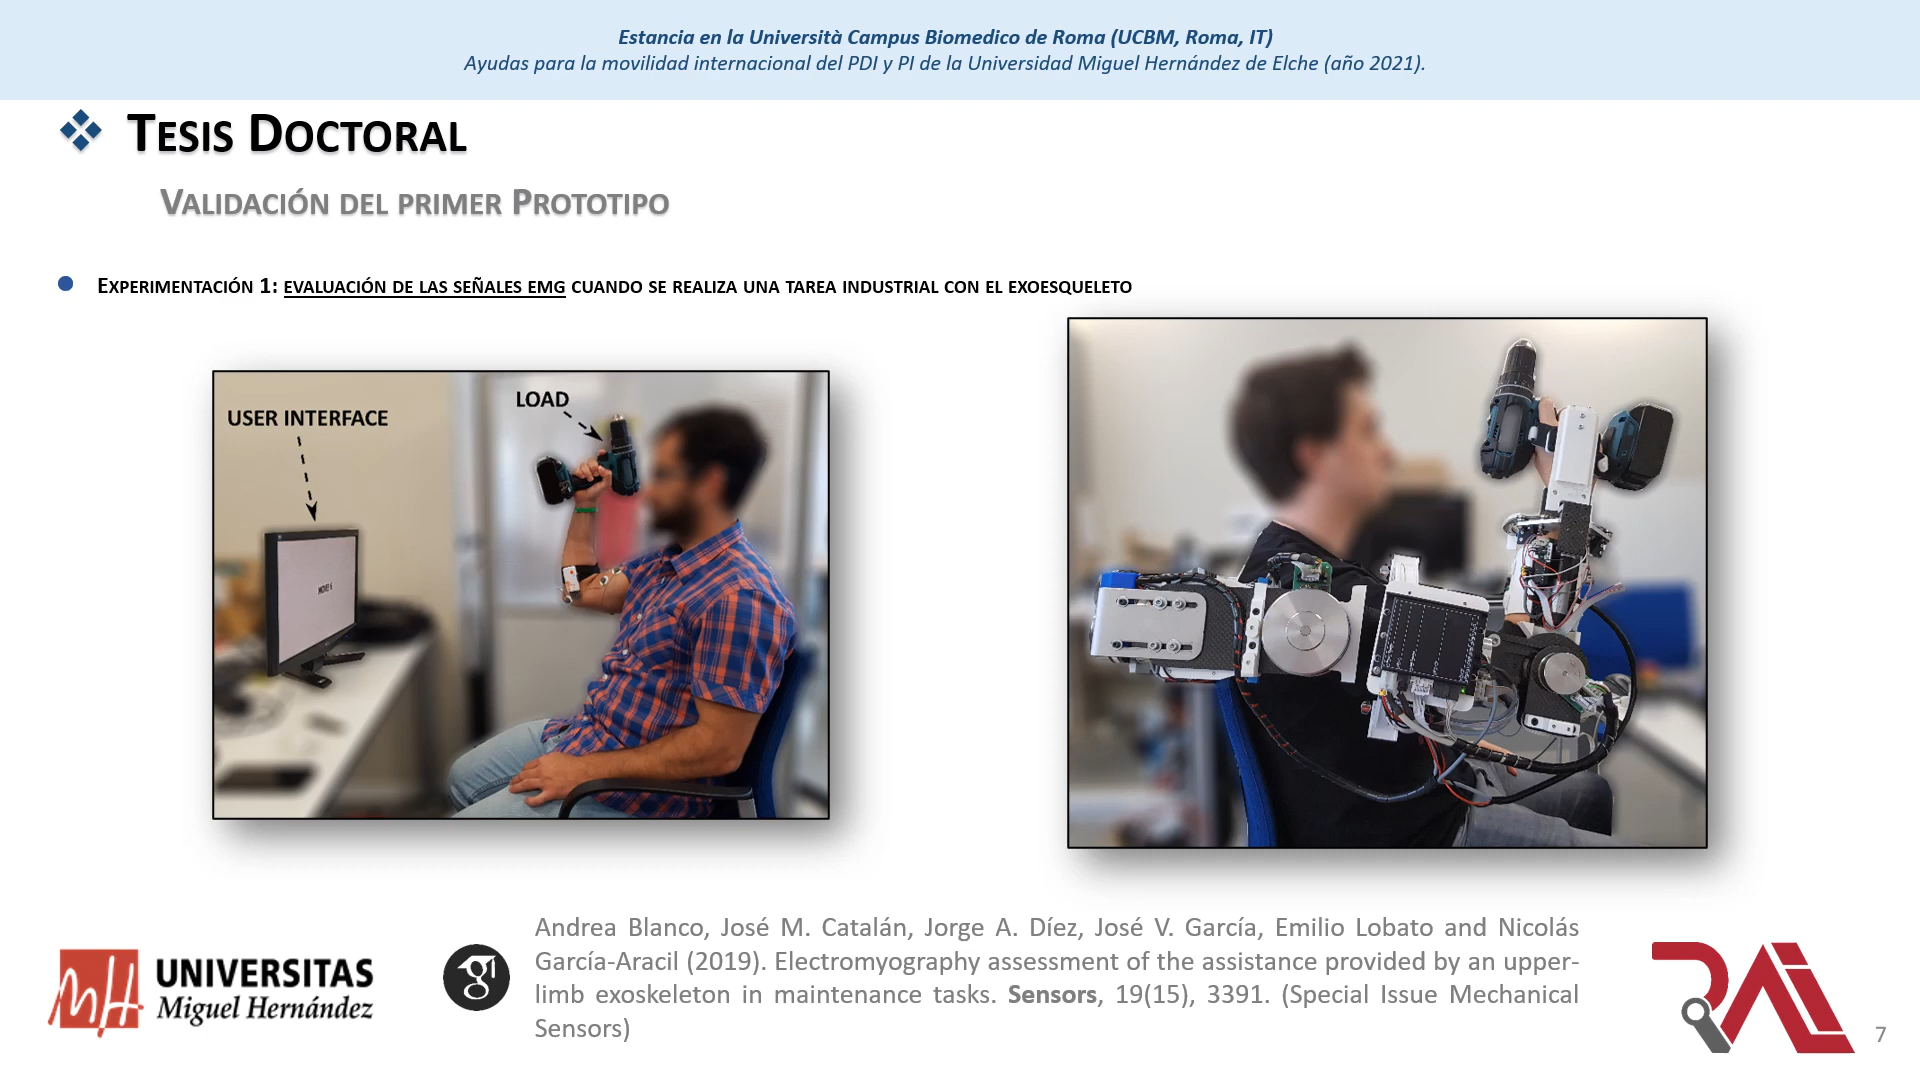 Estancia en la Università Campus Biomedico de Roma (UCBM, Roma, IT)
Ayudas para la movilidad internacional del PDI y PI de la Universidad Miguel Hernández de Elche (año 2021).
Tesis Doctoral
Validación del primer Prototipo
Experimentación 1: evaluación de las señales emg cuando se realiza una tarea industrial con el exoesqueleto
USER INTERFACE
LOAD
Andrea Blanco, José M. Catalán, Jorge A. Díez, José V. García, Emilio Lobato and Nicolás
García-Aracil (2019). Electromyography assessment of the assistance provided by an upper-
limb exoskeleton in maintenance tasks. Sensors, 19(15), 3391. (Special Issue Mechanical
Sensors)
UNIVERSITAS
Miguel Hernández
7